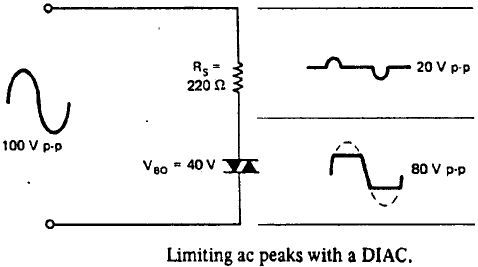 R_S =
220 Ω
20 V p-p
100 V p-p
V_BO = 40 V
80 V p-p
Limiting ac peaks with a DIAC.